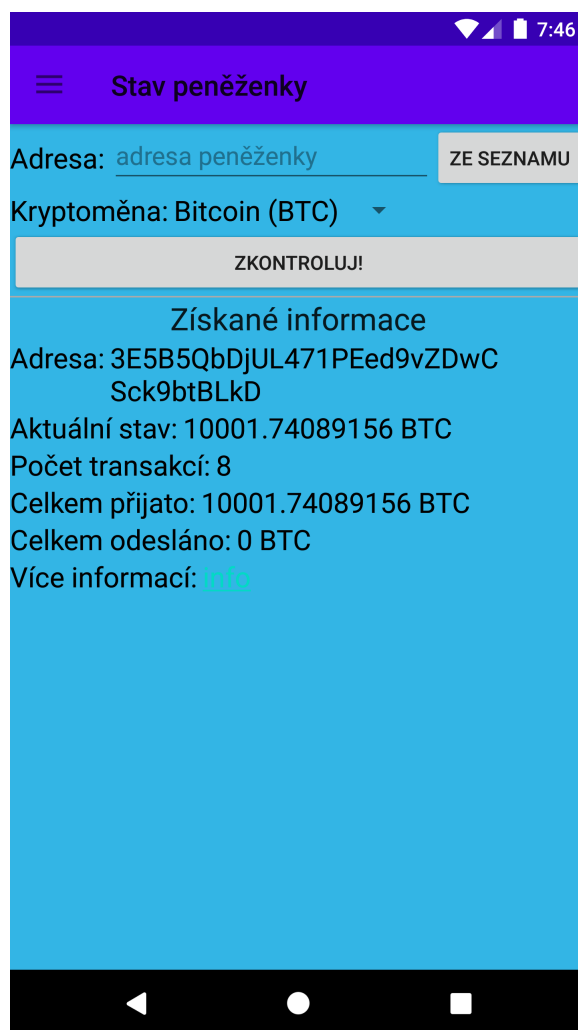 7:46
Stav peněženky
Adresa: adresa peněženky ZE SEZNAMU
Kryptoměna: Bitcoin (BTC)
ZKONTROLUJ!
Získané informace
Adresa: 3E5B5QbDjUL471PEed9vZDwC
Sck9btBLkD
Aktuální stav: 10001.74089156 BTC
Počet transakcí: 8
Celkem přijato: 10001.74089156 BTC
Celkem odesláno: 0 BTC
Více informací: info